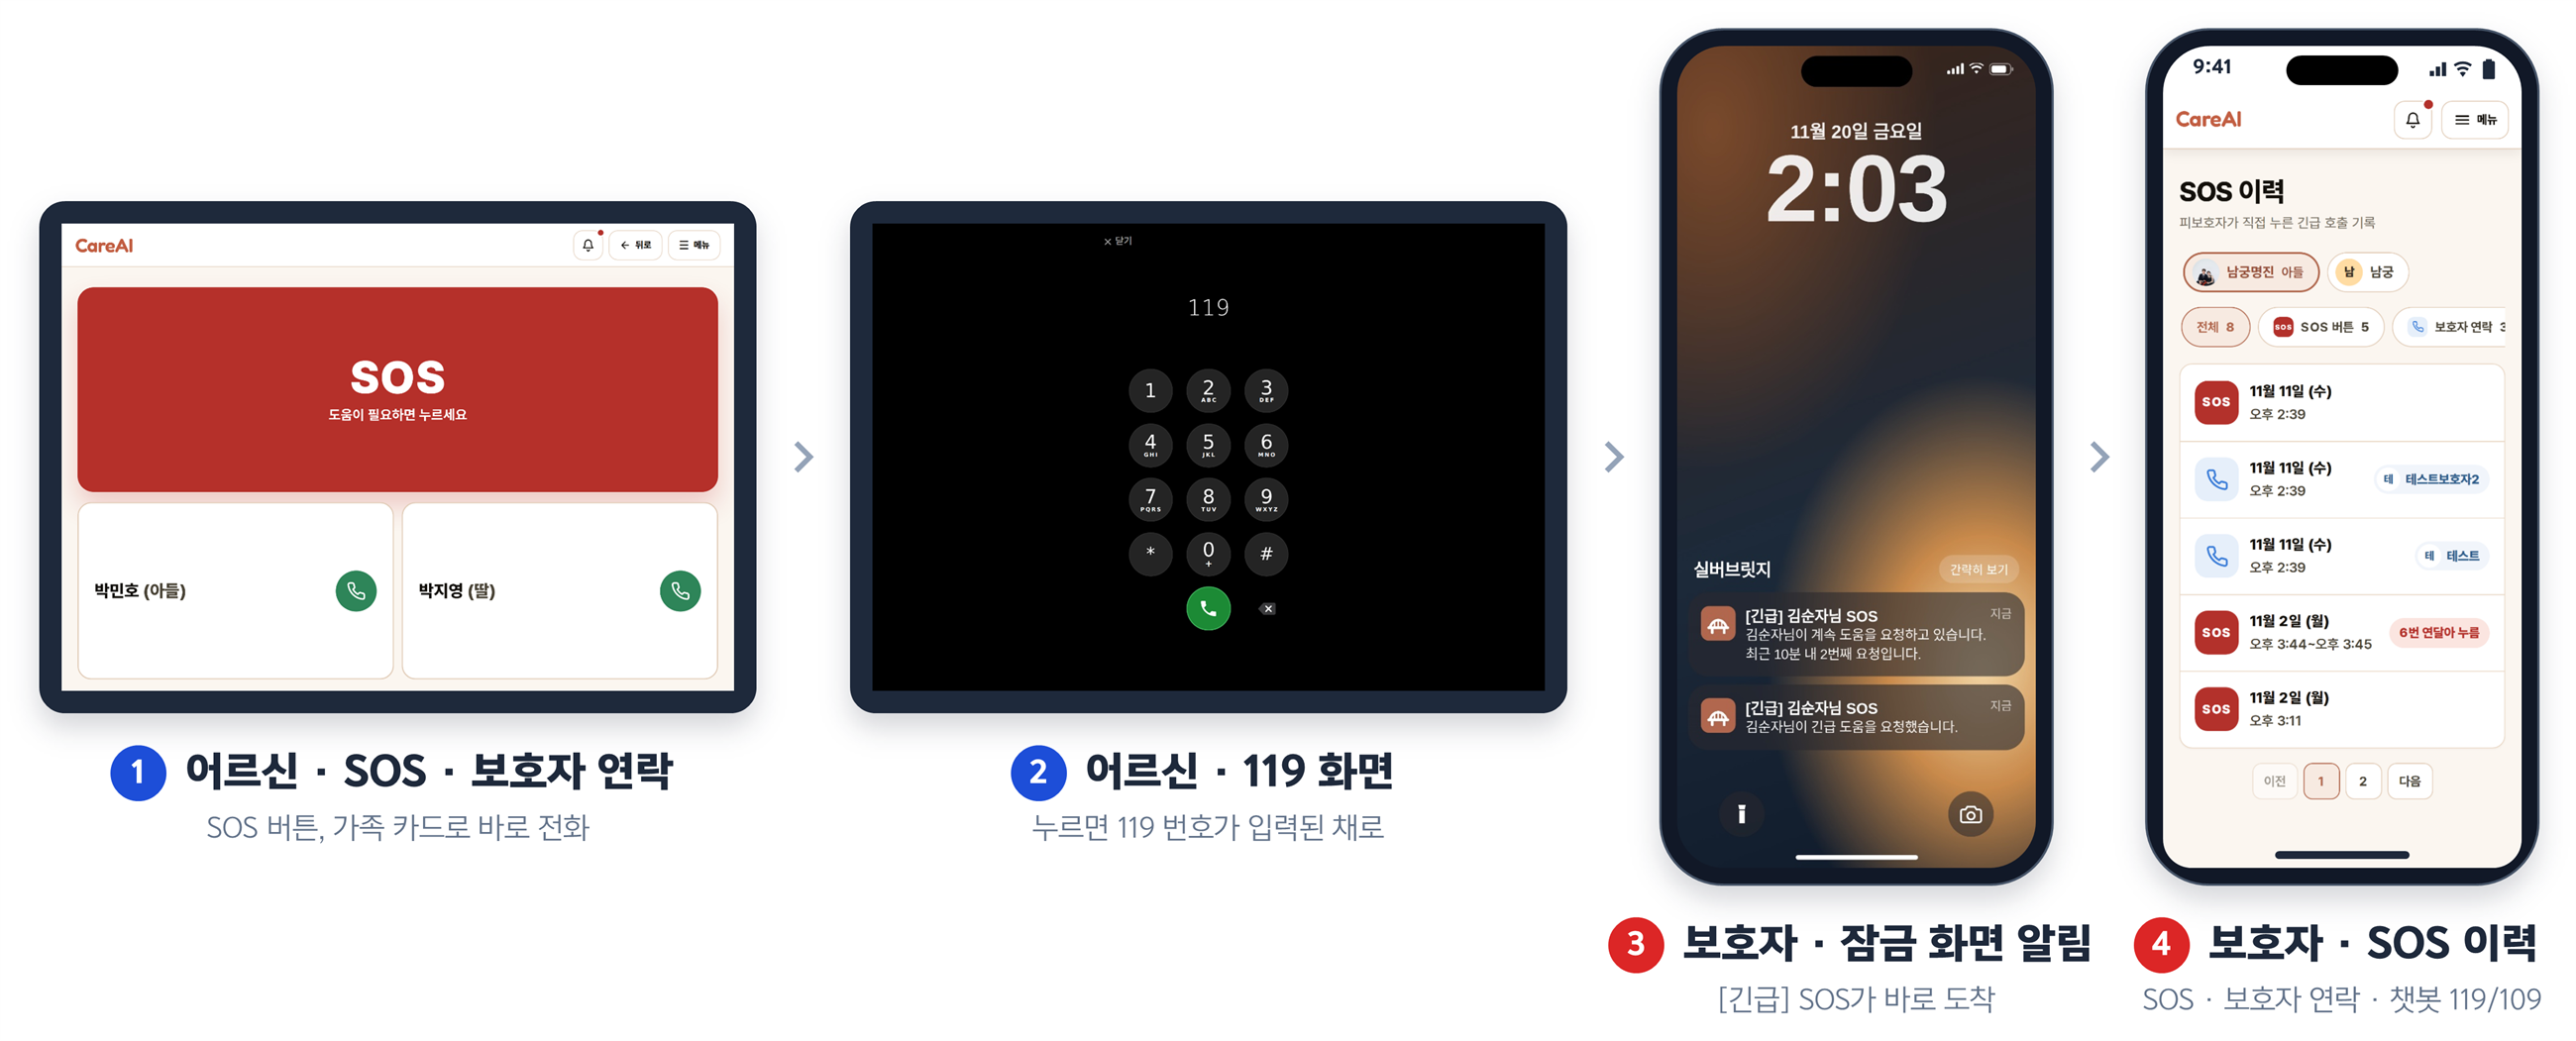 CareAI
뒤로
메뉴
SOS
도움이 필요하면 누르세요
박민호 (아들)
박지영 (딸)
1 어르신 · SOS · 보호자 연락
SOS 버튼, 가족 카드로 바로 전화
× 닫기
119
1
2 ABC
3 DEF
4 GHI
5 JKL
6 MNO
7 PQRS
8 TUV
9 WXYZ
*
0 +
#
2 어르신 · 119 화면
누르면 119 번호가 입력된 채로
11월 20일 금요일
2:03
실버브릿지
간략히 보기
[긴급] 김순자님 SOS 지금
김순자님이 계속 도움을 요청하고 있습니다.
최근 10분 내 2번째 요청입니다.
[긴급] 김순자님 SOS 지금
김순자님이 긴급 도움을 요청했습니다.
3 보호자 · 잠금 화면 알림
[긴급] SOS가 바로 도착
9:41
CareAI
메뉴
SOS 이력
피보호자가 직접 누른 긴급 호출 기록
남궁명진 아들
남 남궁
전체 8
SOS SOS 버튼 5
보호자 연락 3
SOS 11월 11일 (수)
오후 2:39
11월 11일 (수)
오후 2:39
테 테스트보호자2
11월 11일 (수)
오후 2:39
테 테스트
SOS 11월 2일 (월)
오후 3:44~오후 3:45
6번 연달아 누름
SOS 11월 2일 (월)
오후 3:11
이전 1 2 다음
4 보호자 · SOS 이력
SOS · 보호자 연락 · 챗봇 119/109